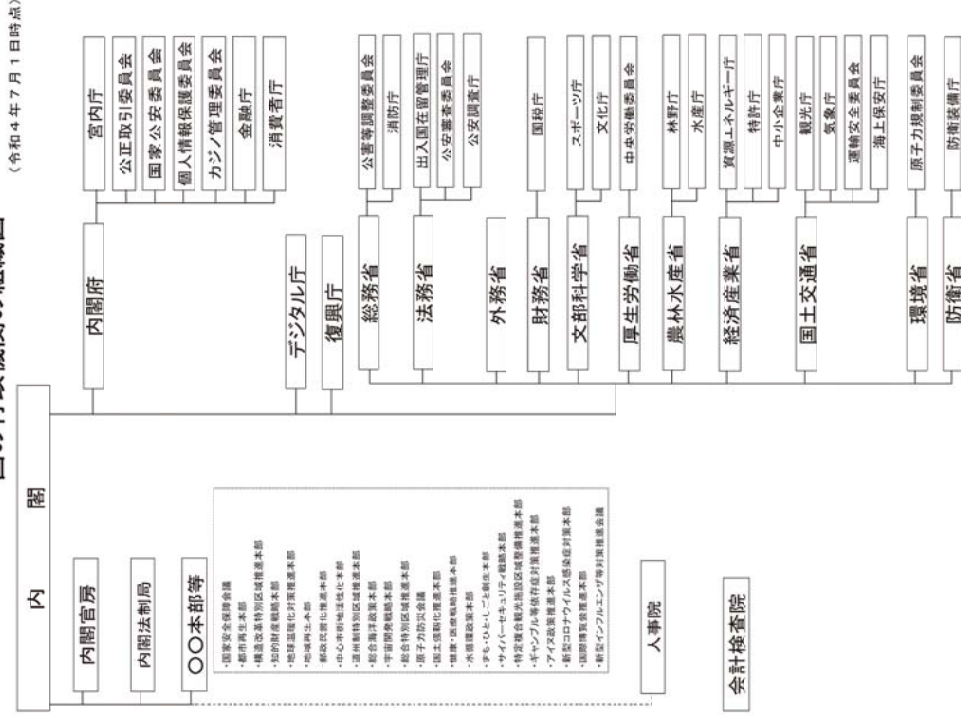 国の行政機関の組織図
(令和4年7月1日時点)
内 閣
内閣官房
内閣法制局
〇〇本部等
・国家安全保障会議
・都市再生本部
・構造改革特別区域推進本部
・知的財産戦略本部
・地球温暖化対策推進本部
・地域再生本部
・郵政民営化推進本部
・中心市街地活性化本部
・道州制特別区域推進本部
・総合海洋政策本部
・宇宙開発戦略本部
・総合特別区域推進本部
・原子力防災会議
・国土強靱化推進本部
・健康・医療戦略推進本部
・水循環政策本部
・まち・ひと・しごと創生本部
・サイバーセキュリティ戦略本部
・特定複合観光施設区域整備推進本部
・ギャンブル等依存症対策推進本部
・アイヌ政策推進本部
・新型コロナウイルス感染症対策本部
・国際博覧会推進本部
・新型インフルエンザ等対策推進会議
人事院
会計検査院
内閣府
宮内庁
公正取引委員会
国家公安委員会
個人情報保護委員会
カジノ管理委員会
金融庁
消費者庁
デジタル庁
復興庁
総務省
公害等調整委員会
消防庁
法務省
出入国在留管理庁
公安審査委員会
公安調査庁
外務省
財務省
国税庁
文部科学省
スポーツ庁
文化庁
厚生労働省
中央労働委員会
農林水産省
林野庁
水産庁
経済産業省
資源エネルギー庁
特許庁
中小企業庁
国土交通省
観光庁
気象庁
運輸安全委員会
海上保安庁
環境省
原子力規制委員会
防衛省
防衛装備庁